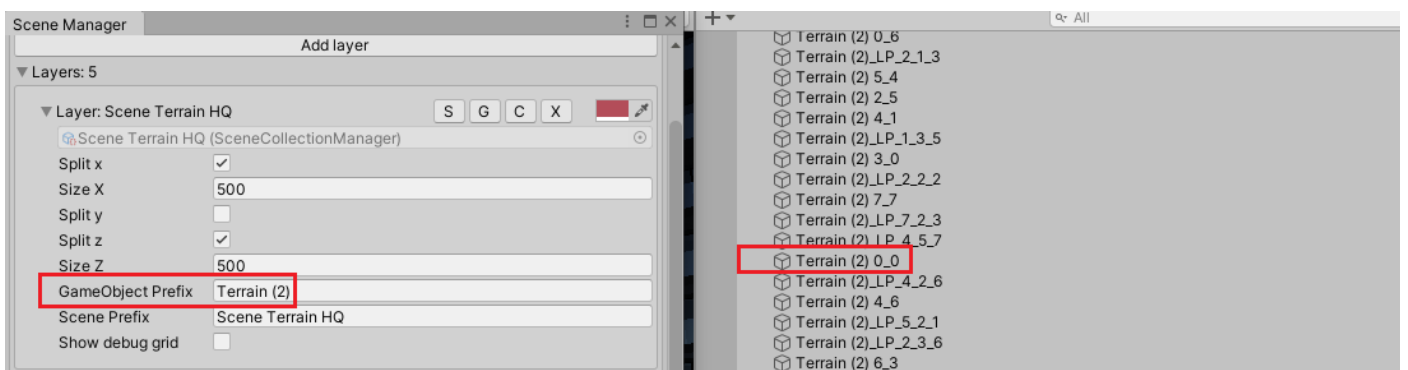 Scene Manager
Add layer
Layers: 5
Layer: Scene Terrain HQ
S G C X
Scene Terrain HQ (SceneCollectionManager)
Split x
Size X 500
Split y
Split z
Size Z 500
GameObject Prefix Terrain (2)
Scene Prefix Scene Terrain HQ
Show debug grid
All
Terrain (2) 0_6
Terrain (2)_LP_2_1_3
Terrain (2) 5_4
Terrain (2) 2_5
Terrain (2) 4_1
Terrain (2)_LP_1_3_5
Terrain (2) 3_0
Terrain (2)_LP_2_2_2
Terrain (2) 7_7
Terrain (2)_LP_7_2_3
Terrain (2)_LP_4_5_7
Terrain (2) 0_0
Terrain (2)_LP_4_2_6
Terrain (2) 4_6
Terrain (2)_LP_5_2_1
Terrain (2)_LP_2_3_6
Terrain (2) 6_3